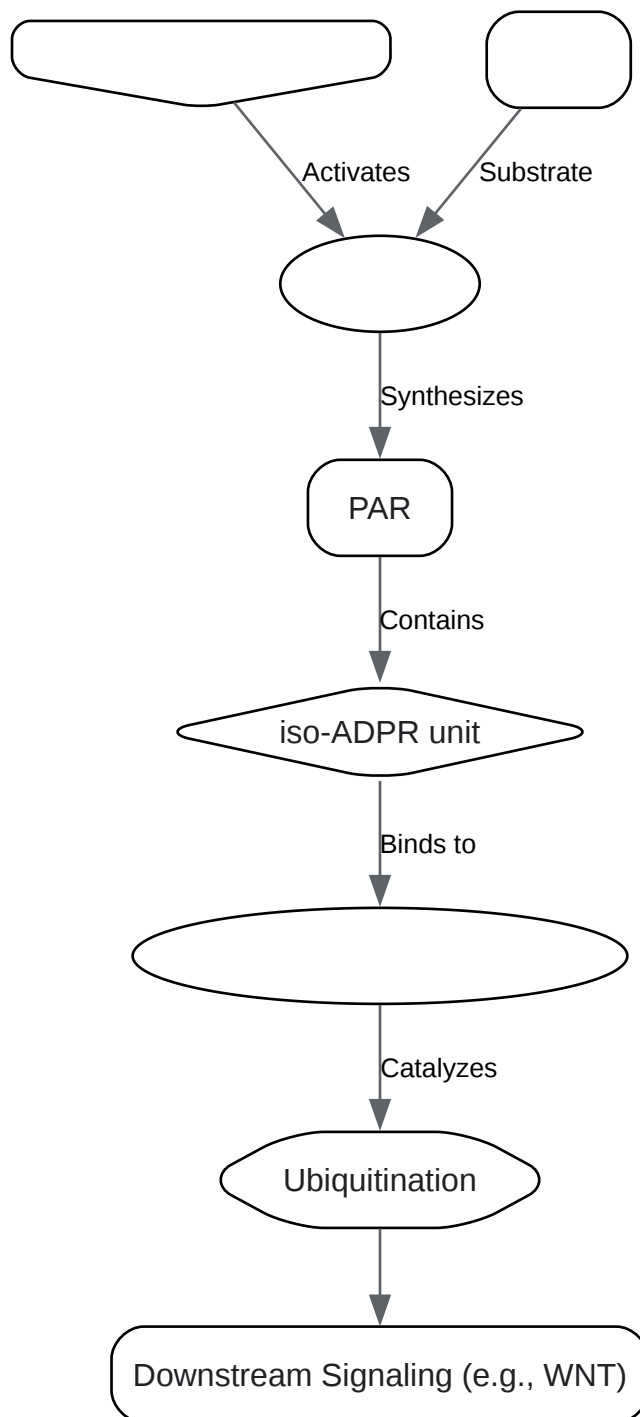 Activates
Substrate
Synthesizes
PAR
Contains
iso-ADPR unit
Binds to
Catalyzes
Ubiquitination
Downstream Signaling (e.g., WNT)